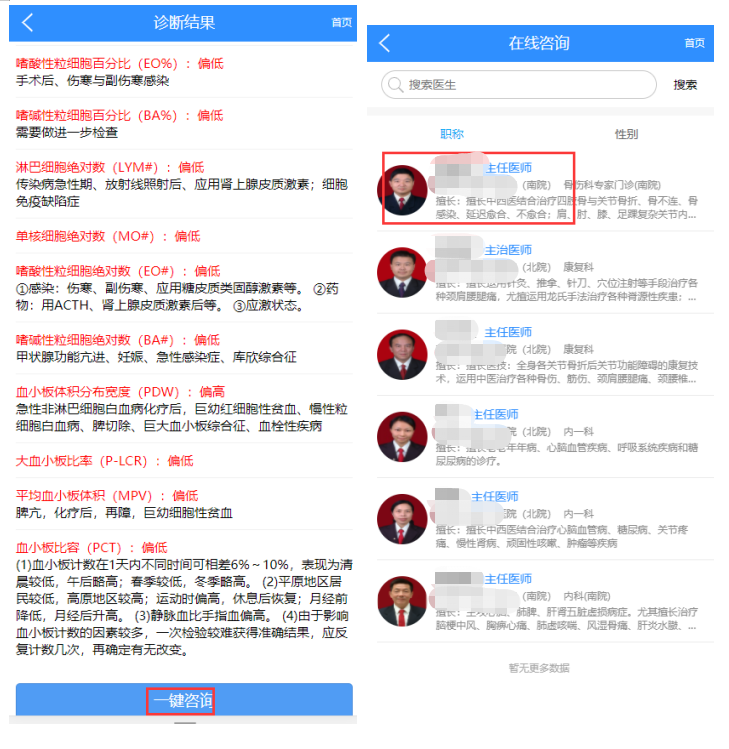 诊断结果
首页
嗜酸性粒细胞百分比（EO%）：偏低
手术后、伤寒与副伤寒感染
嗜碱性粒细胞百分比（BA%）：偏低
需要做进一步检查
淋巴细胞绝对数（LYM#）：偏低
传染病急性期、放射线照射后、应用肾上腺皮质激素；细胞
免疫缺陷症
单核细胞绝对数（MO#）：偏低
嗜酸性粒细胞绝对数（EO#）：偏低
①感染：伤寒、副伤寒、应用糖皮质类固醇激素等。 ②药
物：用ACTH、肾上腺皮质激素后等。 ③应激状态。
嗜碱性粒细胞绝对数（BA#）：偏低
甲状腺功能亢进、妊娠、急性感染症、库欣综合征
血小板体积分布宽度（PDW）：偏高
急性非淋巴细胞白血病化疗后，巨幼红细胞性贫血、慢性粒
细胞白血病、脾切除、巨大血小板综合征、血栓性疾病
大血小板比率（P-LCR）：偏低
平均血小板体积（MPV）：偏低
脾亢，化疗后，再障，巨幼细胞性贫血
血小板比容（PCT）：偏低
(1)血小板计数在1天内不同时间可相差6%～10%，表现为清
晨较低，午后略高；春季较低，冬季略高。 (2)平原地区居
民较低，高原地区较高；运动时偏高，休息后恢复；月经前
降低，月经后升高。 (3)静脉血比手指血偏高。 (4)由于影响
血小板计数的因素较多，一次检验较难获得准确结果，应反
复计数几次，再确定有无改变。
一键咨询
在线咨询
首页
搜索医生
搜索
职称
性别
主任医师
（南院） 骨伤科专家门诊(南院)
擅长：擅长中西医结合治疗四肢骨与关节骨折、骨不连、骨
感染、延迟愈合、不愈合；肩、肘、膝、足踝复杂关节内...
主治医师
（北院） 康复科
擅长：擅长运用针灸、推拿、针刀、穴位注射等手段治疗各
种颈肩腰腿痛，尤擅运用龙氏手法治疗各种脊源性疾患；...
主任医师
院（北院） 康复科
擅长：擅长医技：全身各关节骨折后关节功能障碍的康复技
术，运用中医治疗各种骨伤、筋伤、颈肩腰腿痛、颈腰椎...
主任医师
院（北院） 内一科
老年病、心脑血管疾病、呼吸系统疾病和糖
尿尿病的诊疗。
主任医师
院（北院） 内一科
擅长：擅长中西医结合治疗心脑血管病、糖尿病、关节疼
痛、慢性肾病、顽固性咳嗽、肿瘤等疾病
主任医师
（南院） 内科(南院)
擅长：主攻心脑、肺脾、肝肾五脏虚损病症。尤其擅长治疗
脑梗中风、胸痹心痛、肺虚咳喘、风湿骨痛、肝炎水臌、...
暂无更多数据